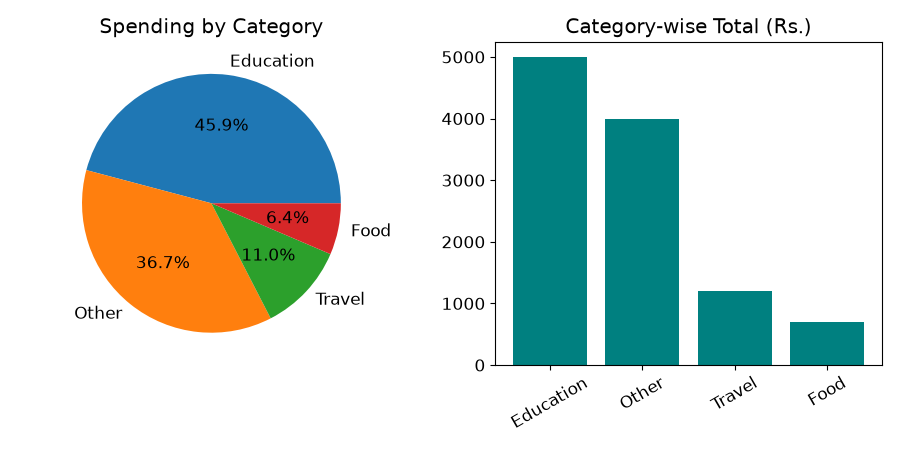 Spending by Category
Education
45.9%
6.4%
Food
11.0%
36.7%
Travel
Other
Category-wise Total (Rs.)
5000
4000
3000
2000
1000
0
Education
Other
Travel
Food